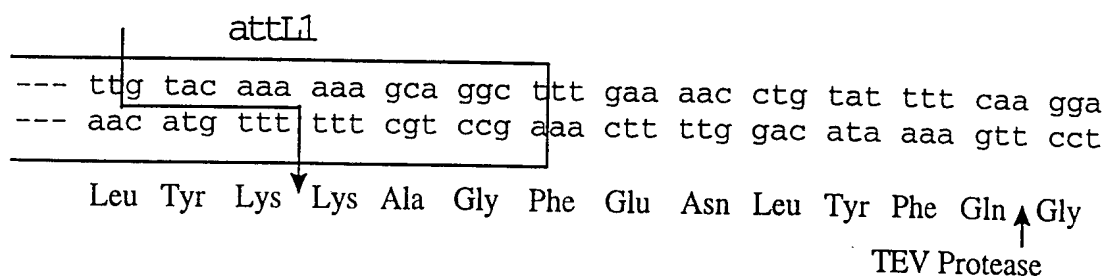 attL1
--- ttg tac aaa aaa gca ggc ttt gaa aac ctg tat ttt caa gga
--- aac atg ttt ttt cgt ccg aaa ctt ttg gac ata aaa gtt cct
Leu Tyr Lys Lys Ala Gly Phe Glu Asn Leu Tyr Phe Gln Gly
TEV Protease